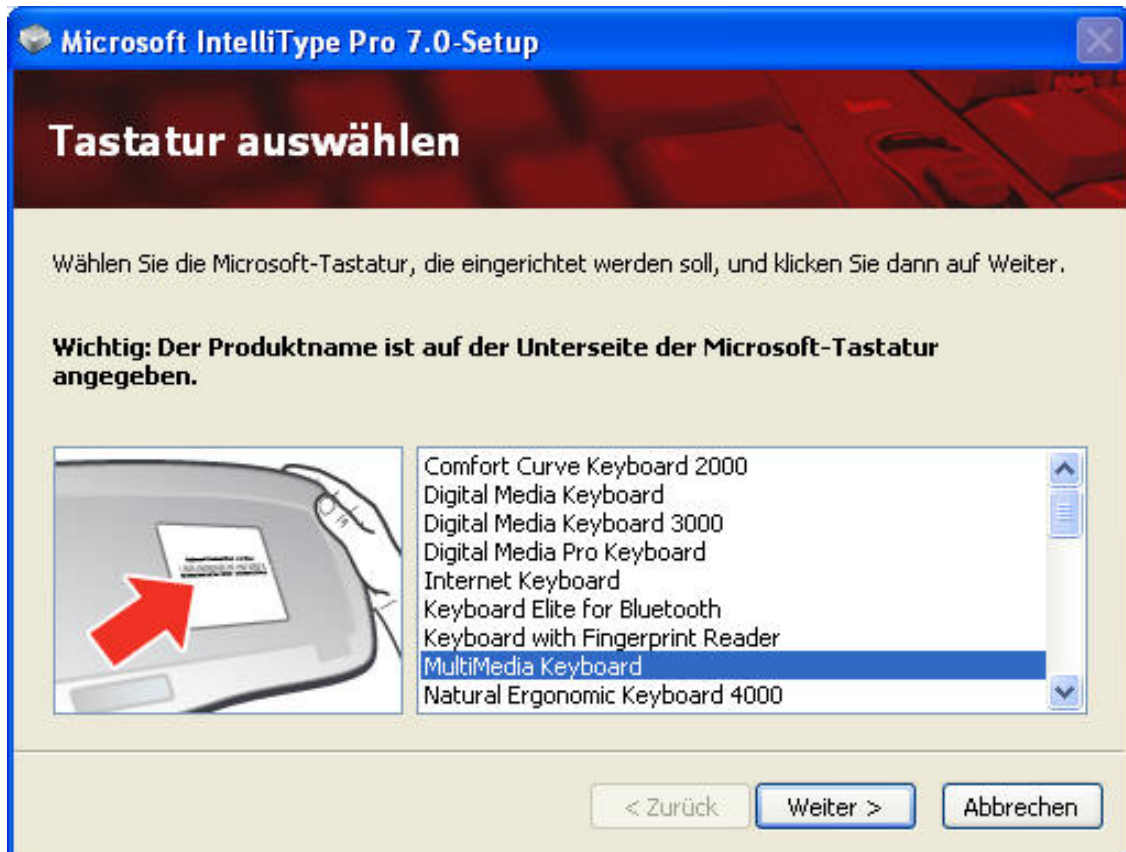 Microsoft IntelliType Pro 7.0-Setup
Tastatur auswählen
Wählen Sie die Microsoft-Tastatur, die eingerichtet werden soll, und klicken Sie dann auf Weiter.
Wichtig: Der Produktname ist auf der Unterseite der Microsoft-Tastatur
angegeben.
Comfort Curve Keyboard 2000
Digital Media Keyboard
Digital Media Keyboard 3000
Digital Media Pro Keyboard
Internet Keyboard
Keyboard Elite for Bluetooth
Keyboard with Fingerprint Reader
MultiMedia Keyboard
Natural Ergonomic Keyboard 4000
< Zurück
Weiter >
Abbrechen